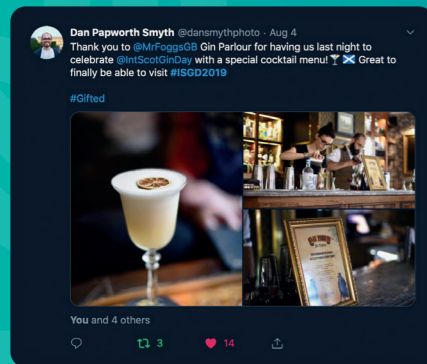 Dan Papworth Smyth @dansmythphoto · Aug 4
Thank you to @MrFoggsGB Gin Parlour for having us last night to
celebrate @IntScotGinDay with a special cocktail menu!🍸🏴󠁧󠁢󠁳󠁣󠁴󠁿 Great to
finally be able to visit #ISGD2019
#Gifted
You and 4 others
3
14